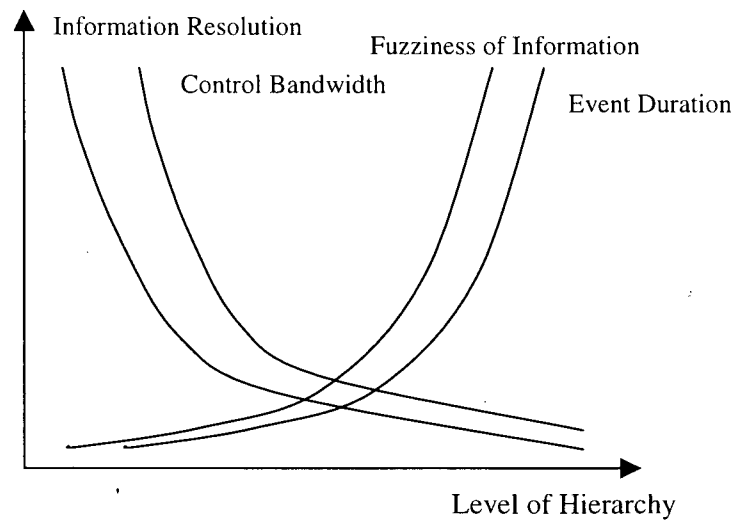 Information Resolution
Fuzziness of Information
Control Bandwidth
Event Duration
Level of Hierarchy